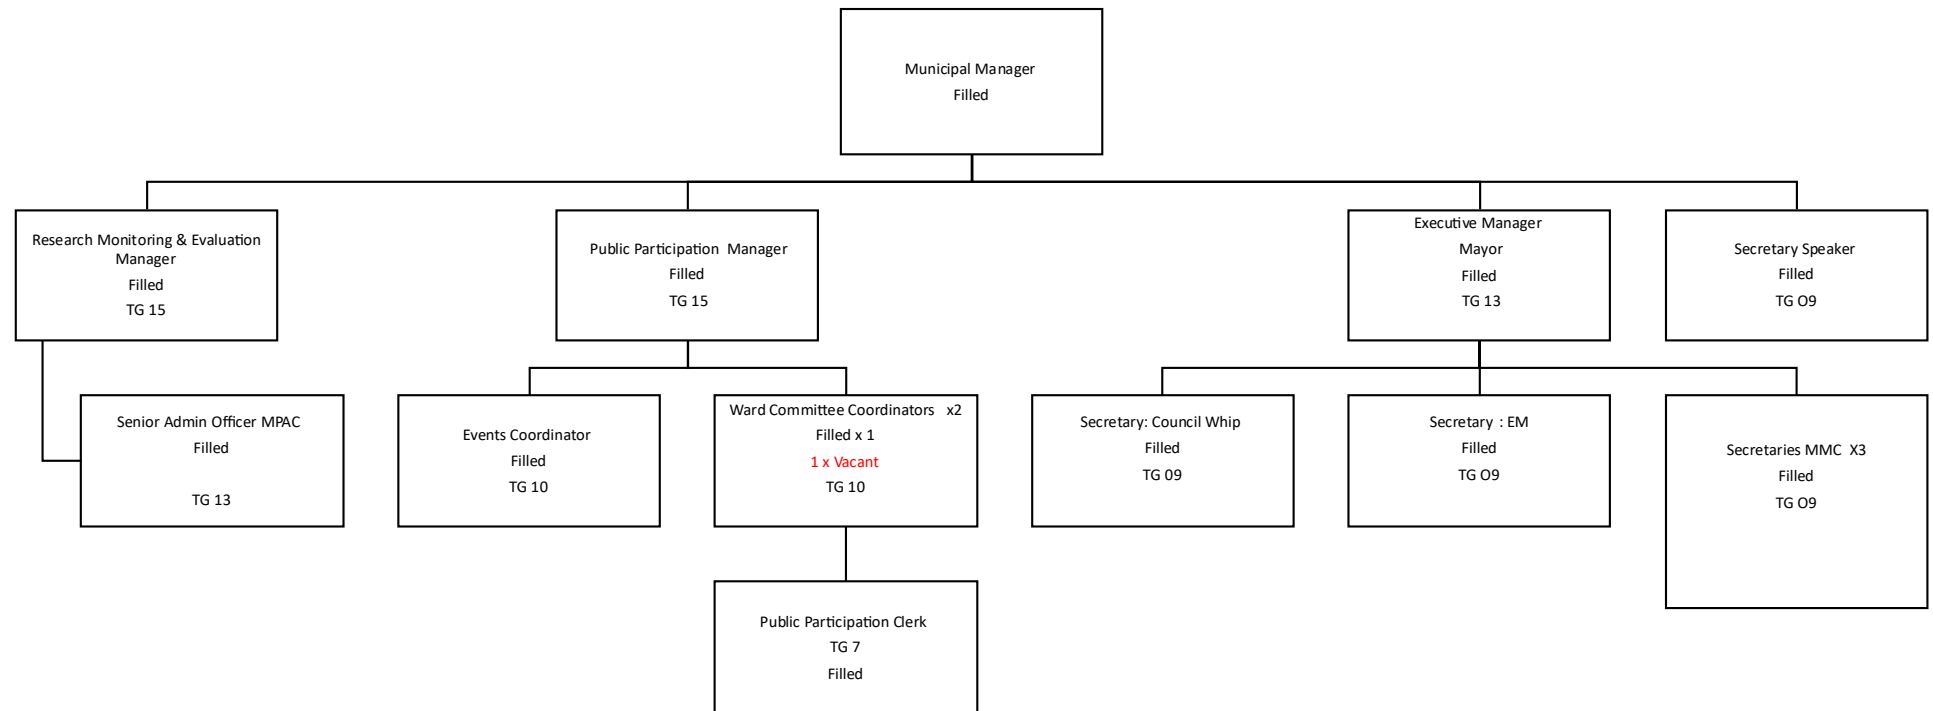 Municipal Manager
Filled
Research Monitoring & Evaluation
Manager
Filled
TG 15
Public Participation  Manager
Filled
TG 15
Executive Manager
Mayor
Filled
TG 13
Secretary Speaker
Filled
TG O9
Senior Admin Officer MPAC
Filled
TG 13
Events Coordinator
Filled
TG 10
Ward Committee Coordinators   x2
Filled x 1
1 x Vacant
TG 10
Secretary: Council Whip
Filled
TG 09
Secretary  : EM
Filled
TG O9
Secretaries MMC  X3
Filled
TG O9
Public Participation Clerk
TG 7
Filled